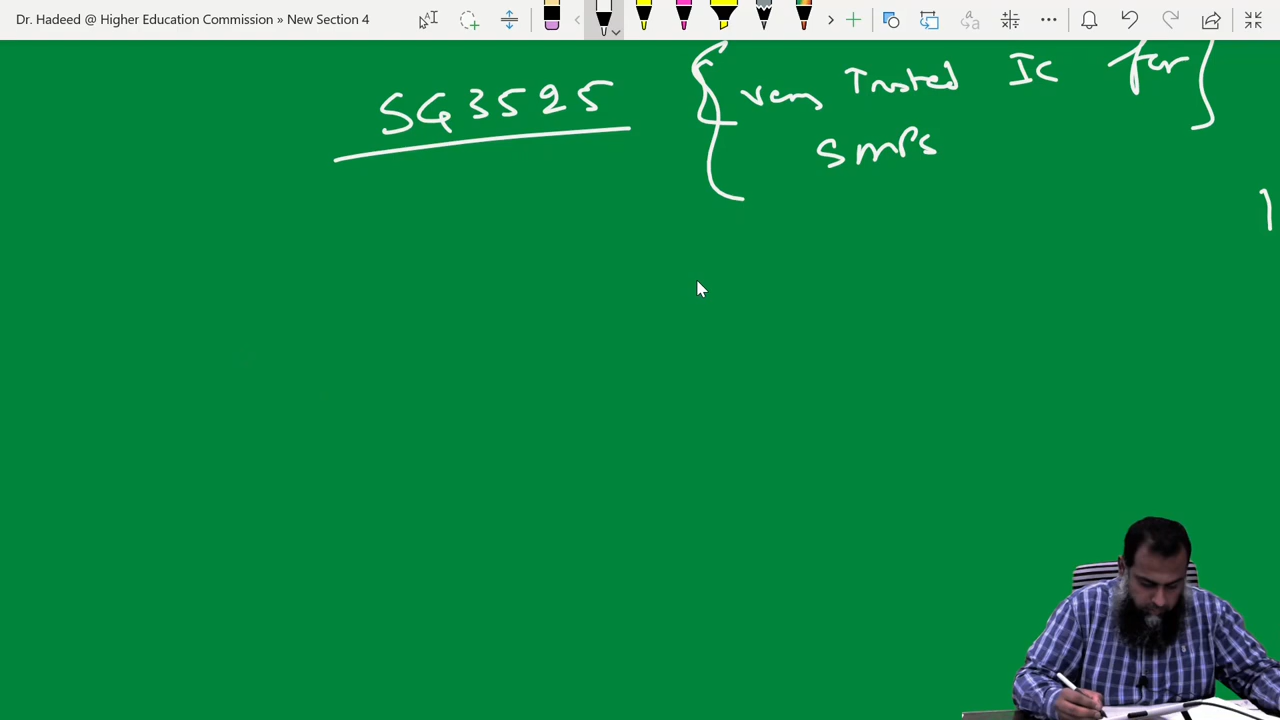 Dr. Hadeed @ Higher Education Commission » New Section 4
SG3525
very Trusted IC for
SMPS